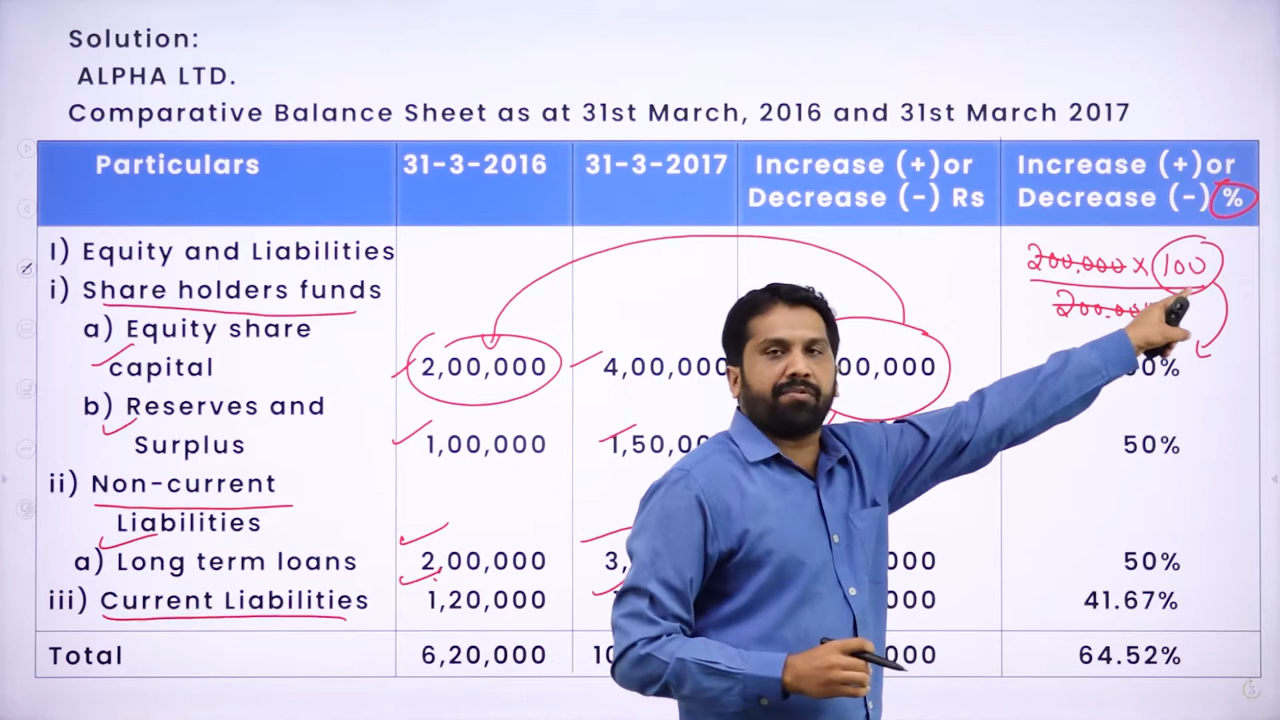 Solution:
ALPHA LTD.
Comparative Balance Sheet as at 31st March, 2016 and 31st March 2017
Particulars 31-3-2016 31-3-2017 Increase (+)or Decrease (-) Rs Increase (+)or Decrease (-) %
I) Equity and Liabilities
200,000 x 100
i) Share holders funds
a) Equity share
capital 2,00,000 4,00,000
b) Reserves and
Surplus 1,00,000 50%
ii) Non-current
Liabilities
a) Long term loans 2,00,000 50%
iii) Current Liabilities 1,20,000 41.67%
Total 6,20,000 64.52%